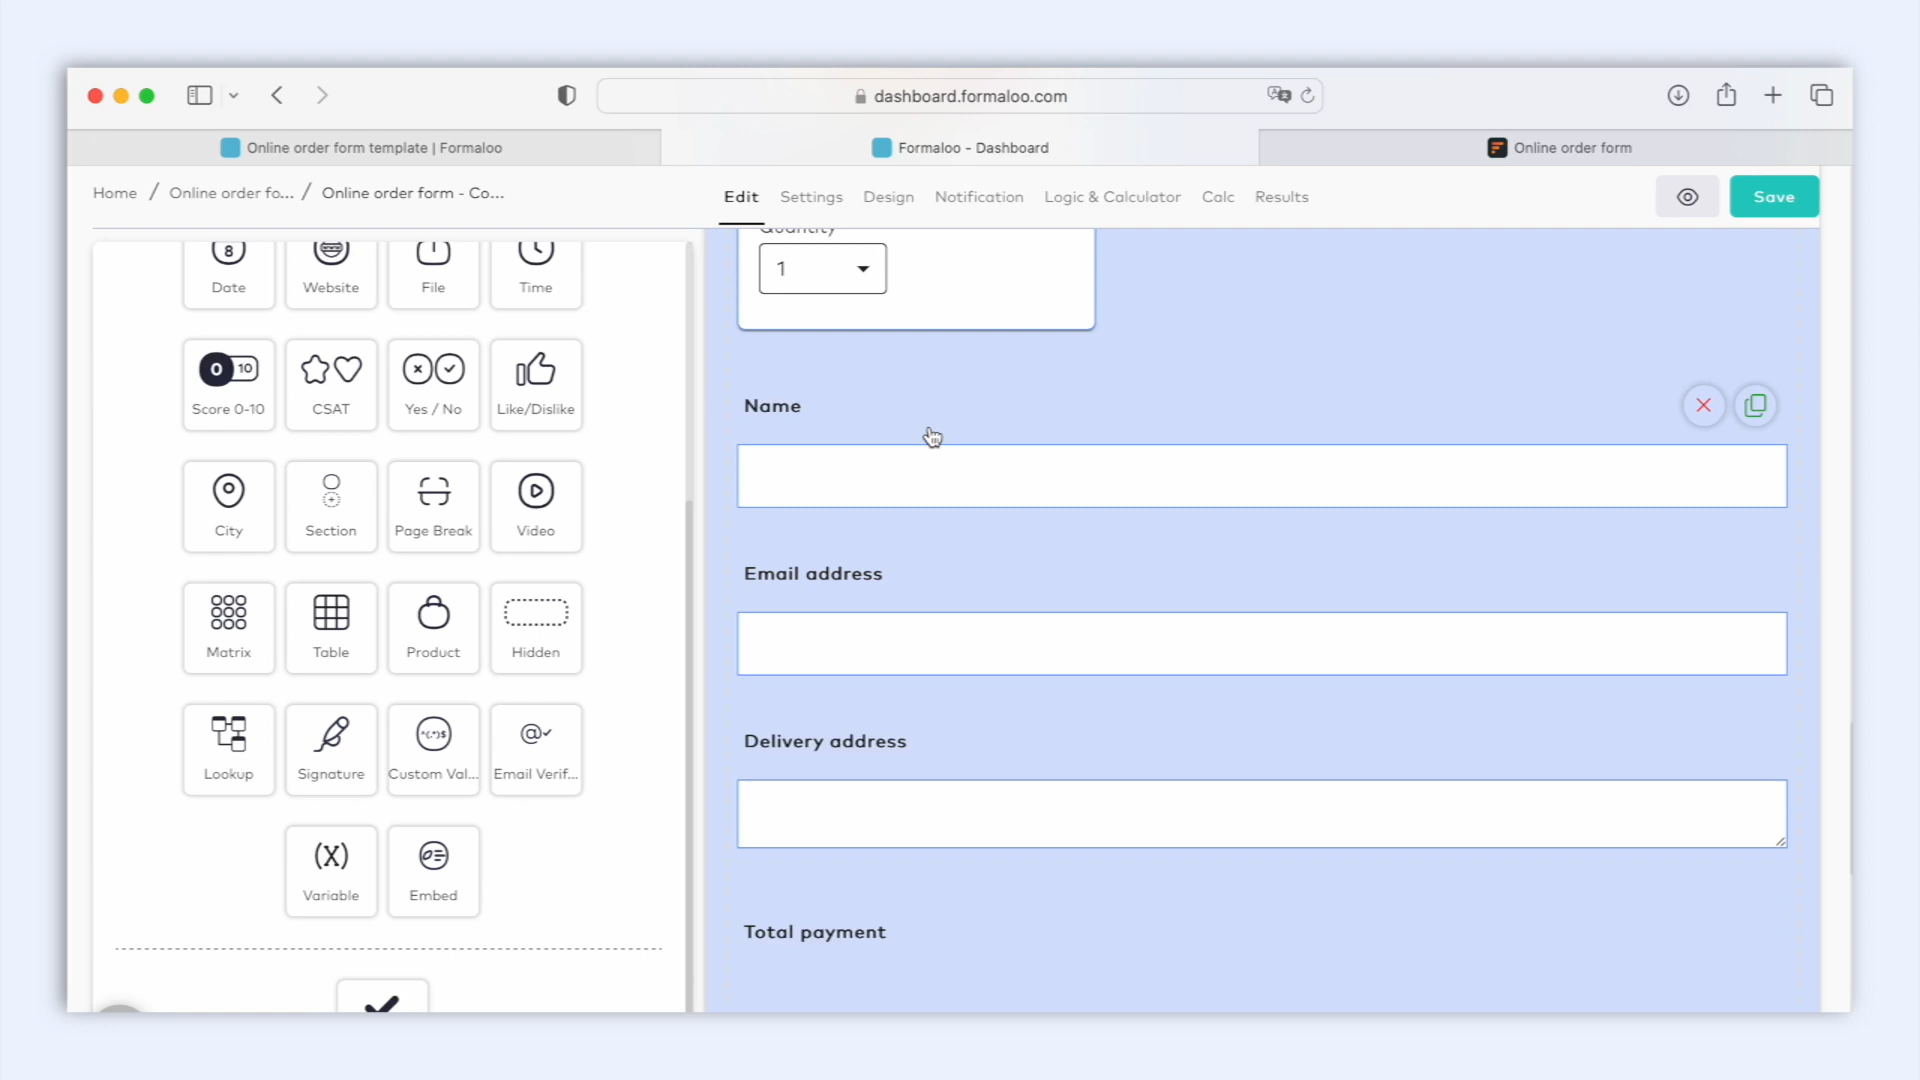 dashboard.formaloo.com
Online order form template | Formaloo
Formaloo - Dashboard
Online order form
Home / Online order fo... / Online order form - Co...
Edit Settings Design Notification Logic & Calculator Calc Results
Save
Quantity
1
8
Date Website File Time
0 10
Score 0-10 CSAT Yes / No Like/Dislike
City Section Page Break Video
Matrix Table Product Hidden
^(.*)$
Lookup Signature Custom Val... Email Verif...
(X)
Variable Embed
Name
Email address
Delivery address
Total payment